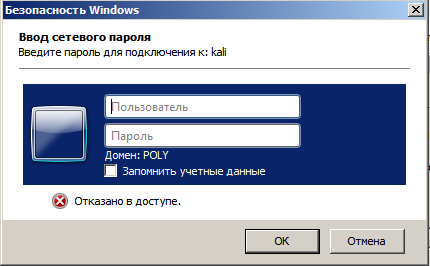 Безопасность Windows
Ввод сетевого пароля
Введите пароль для подключения к: kali
Пользователь
Пароль
Домен: POLY
Запомнить учетные данные
Отказано в доступе.
OK
Отмена